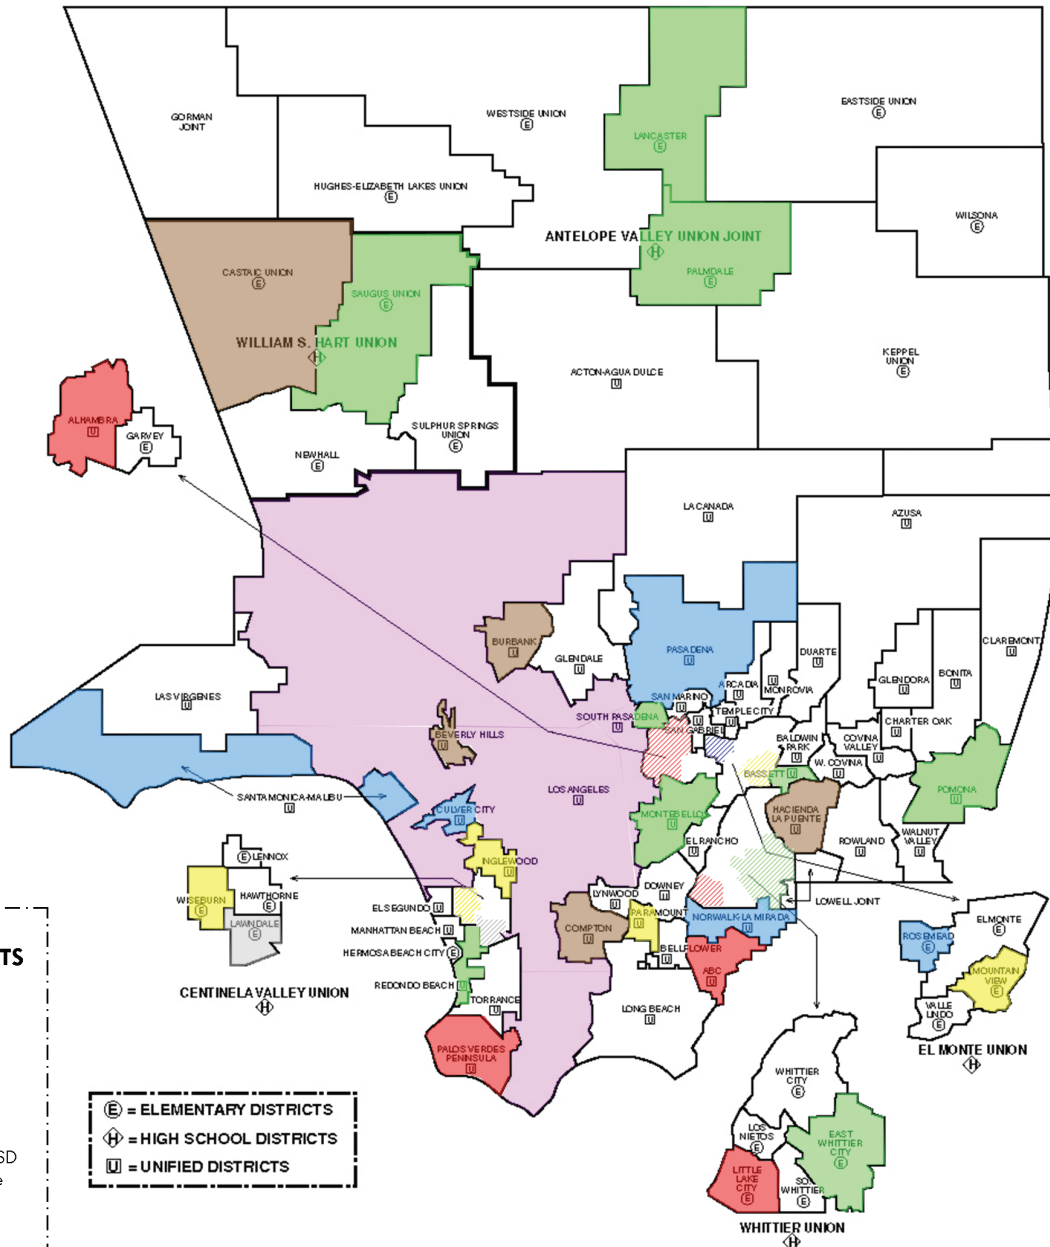 GORMAN
JOINT
WESTSIDE UNION
E
LANCASTER
E
EASTSIDE UNION
E
HUGHES-ELIZABETH LAKES UNION
E
WILSONA
E
ANTELOPE VALLEY UNION JOINT
H
PALMDALE
E
CASTAIC UNION
E
SAUGUS UNION
E
WILLIAM S. HART UNION
H
ACTON-AGUA DULCE
U
KEPPEL
UNION
E
ALHAMBRA
U
GARVEY
E
NEWHALL
E
SULPHUR SPRINGS
UNION
E
LA CANADA
U
AZUSA
U
BURBANK
U
GLENDALE
U
PASADENA
U
DUARTE
U
CLAREMONT
U
GLENDORA
U
BONITA
U
ARCADIA
U
MONROVIA
U
SAN MARINO
U
TEMPLE CITY
U
LAS VIRGENES
U
SOUTH PASADENA
SAN GABRIEL
U
CHARTER OAK
U
BEVERLY HILLS
U
BALDWIN
PARK
U
COVINA
VALLEY
U
W. COVINA
U
BASSETT
U
SANTA MONICA-MALIBU
U
LOS ANGELES
U
CULVER CITY
U
MONTEBELLO
U
POMONA
U
HACIENDA
LA PUENTE
U
EL RANCHO
U
ROWLAND
U
WALNUT
VALLEY
U
INGLEWOOD
U
E LENNOX
WISEBURN
E
HAWTHORNE
E
LAWNDALE
E
CENTINELA VALLEY UNION
H
EL SEGUNDO U
LYNWOOD
U
DOWNEY
U
LOWELL JOINT
MANHATTAN BEACH U
COMPTON
U
PARAMOUNT
U
NORWALK-LA MIRADA
U
HERMOSA BEACH CITY E
BELLFLOWER
U
ABC
U
REDONDO BEACH U
TORRANCE
U
LONG BEACH
U
PALOS VERDES
PENINSULA
U
ROSEMEAD
E
EL MONTE
E
MOUNTAIN
VIEW
E
VALLE
LINDO
E
EL MONTE UNION
H
WHITTIER
CITY
E
LOS
NIETOS
E
EAST
WHITTIER
CITY
E
LITTLE
LAKE
CITY
E
SO.
WHITTIER
E
WHITTIER UNION
H
TS
SD
e
E = ELEMENTARY DISTRICTS
H = HIGH SCHOOL DISTRICTS
U = UNIFIED DISTRICTS